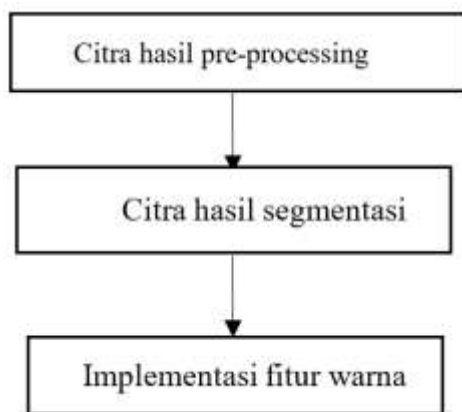 Citra hasil pre-processing
Citra hasil segmentasi
Implementasi fitur warna